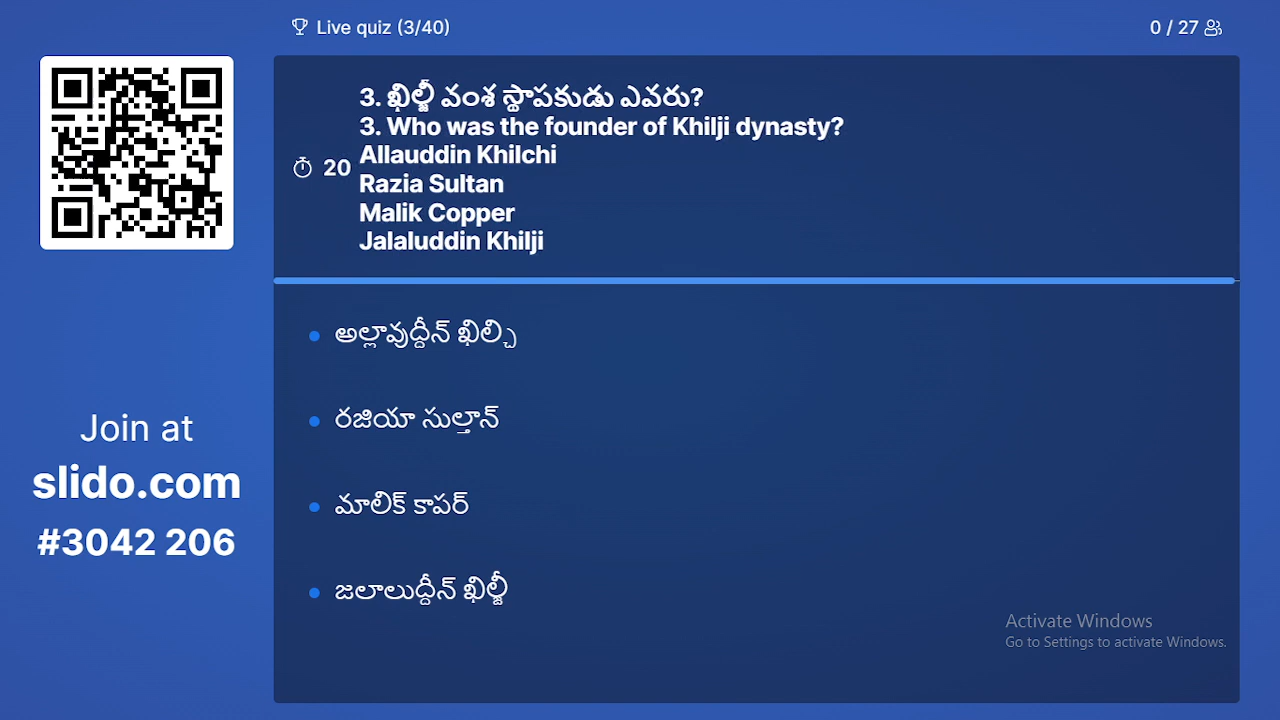 Live quiz (3/40)
0 / 27
3. ఖిల్జీ వంశ స్థాపకుడు ఎవరు?
3. Who was the founder of Khilji dynasty?
Allauddin Khilchi
20
Razia Sultan
Malik Copper
Jalaluddin Khilji
అల్లావుద్దీన్ ఖిల్చి
రజియా సుల్తాన్
మాలిక్ కాపర్
జలాలుద్దీన్ ఖిల్జీ
Join at
slido.com
#3042 206
Activate Windows
Go to Settings to activate Windows.